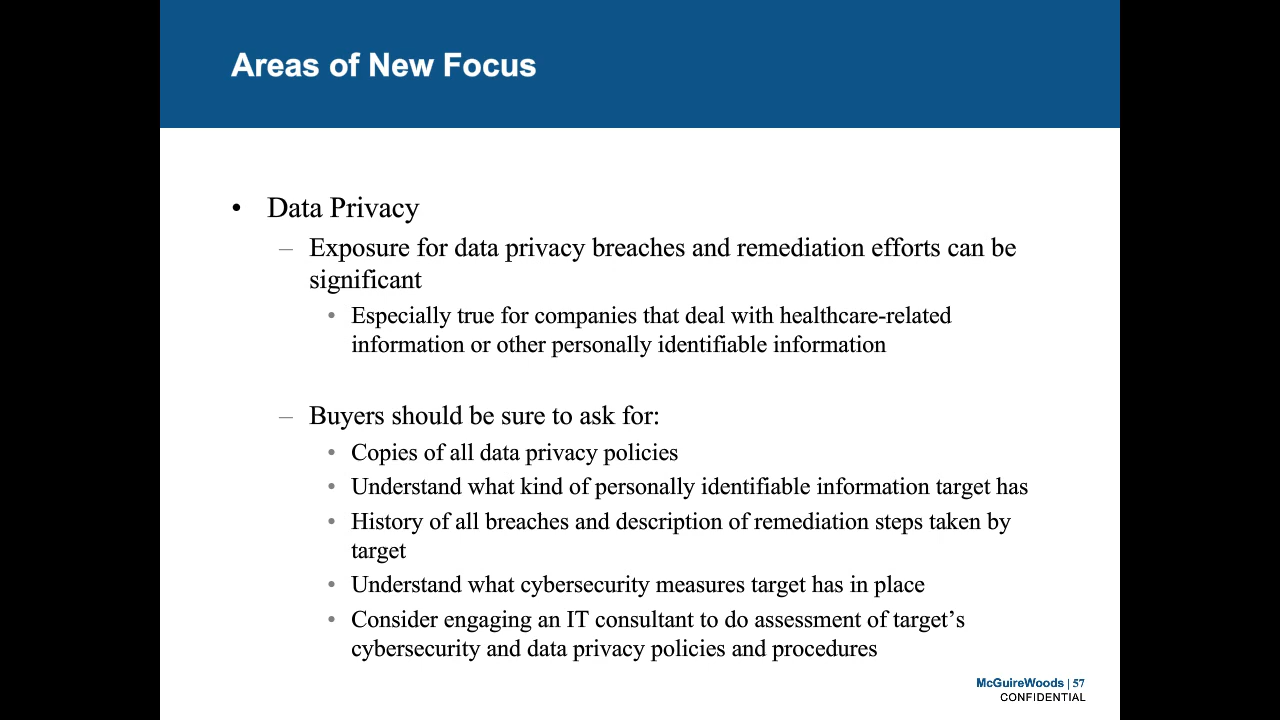 Areas of New Focus
• Data Privacy
– Exposure for data privacy breaches and remediation efforts can be
significant
• Especially true for companies that deal with healthcare-related
information or other personally identifiable information
– Buyers should be sure to ask for:
• Copies of all data privacy policies
• Understand what kind of personally identifiable information target has
• History of all breaches and description of remediation steps taken by
target
• Understand what cybersecurity measures target has in place
• Consider engaging an IT consultant to do assessment of target’s
cybersecurity and data privacy policies and procedures
McGuireWoods | 57
CONFIDENTIAL